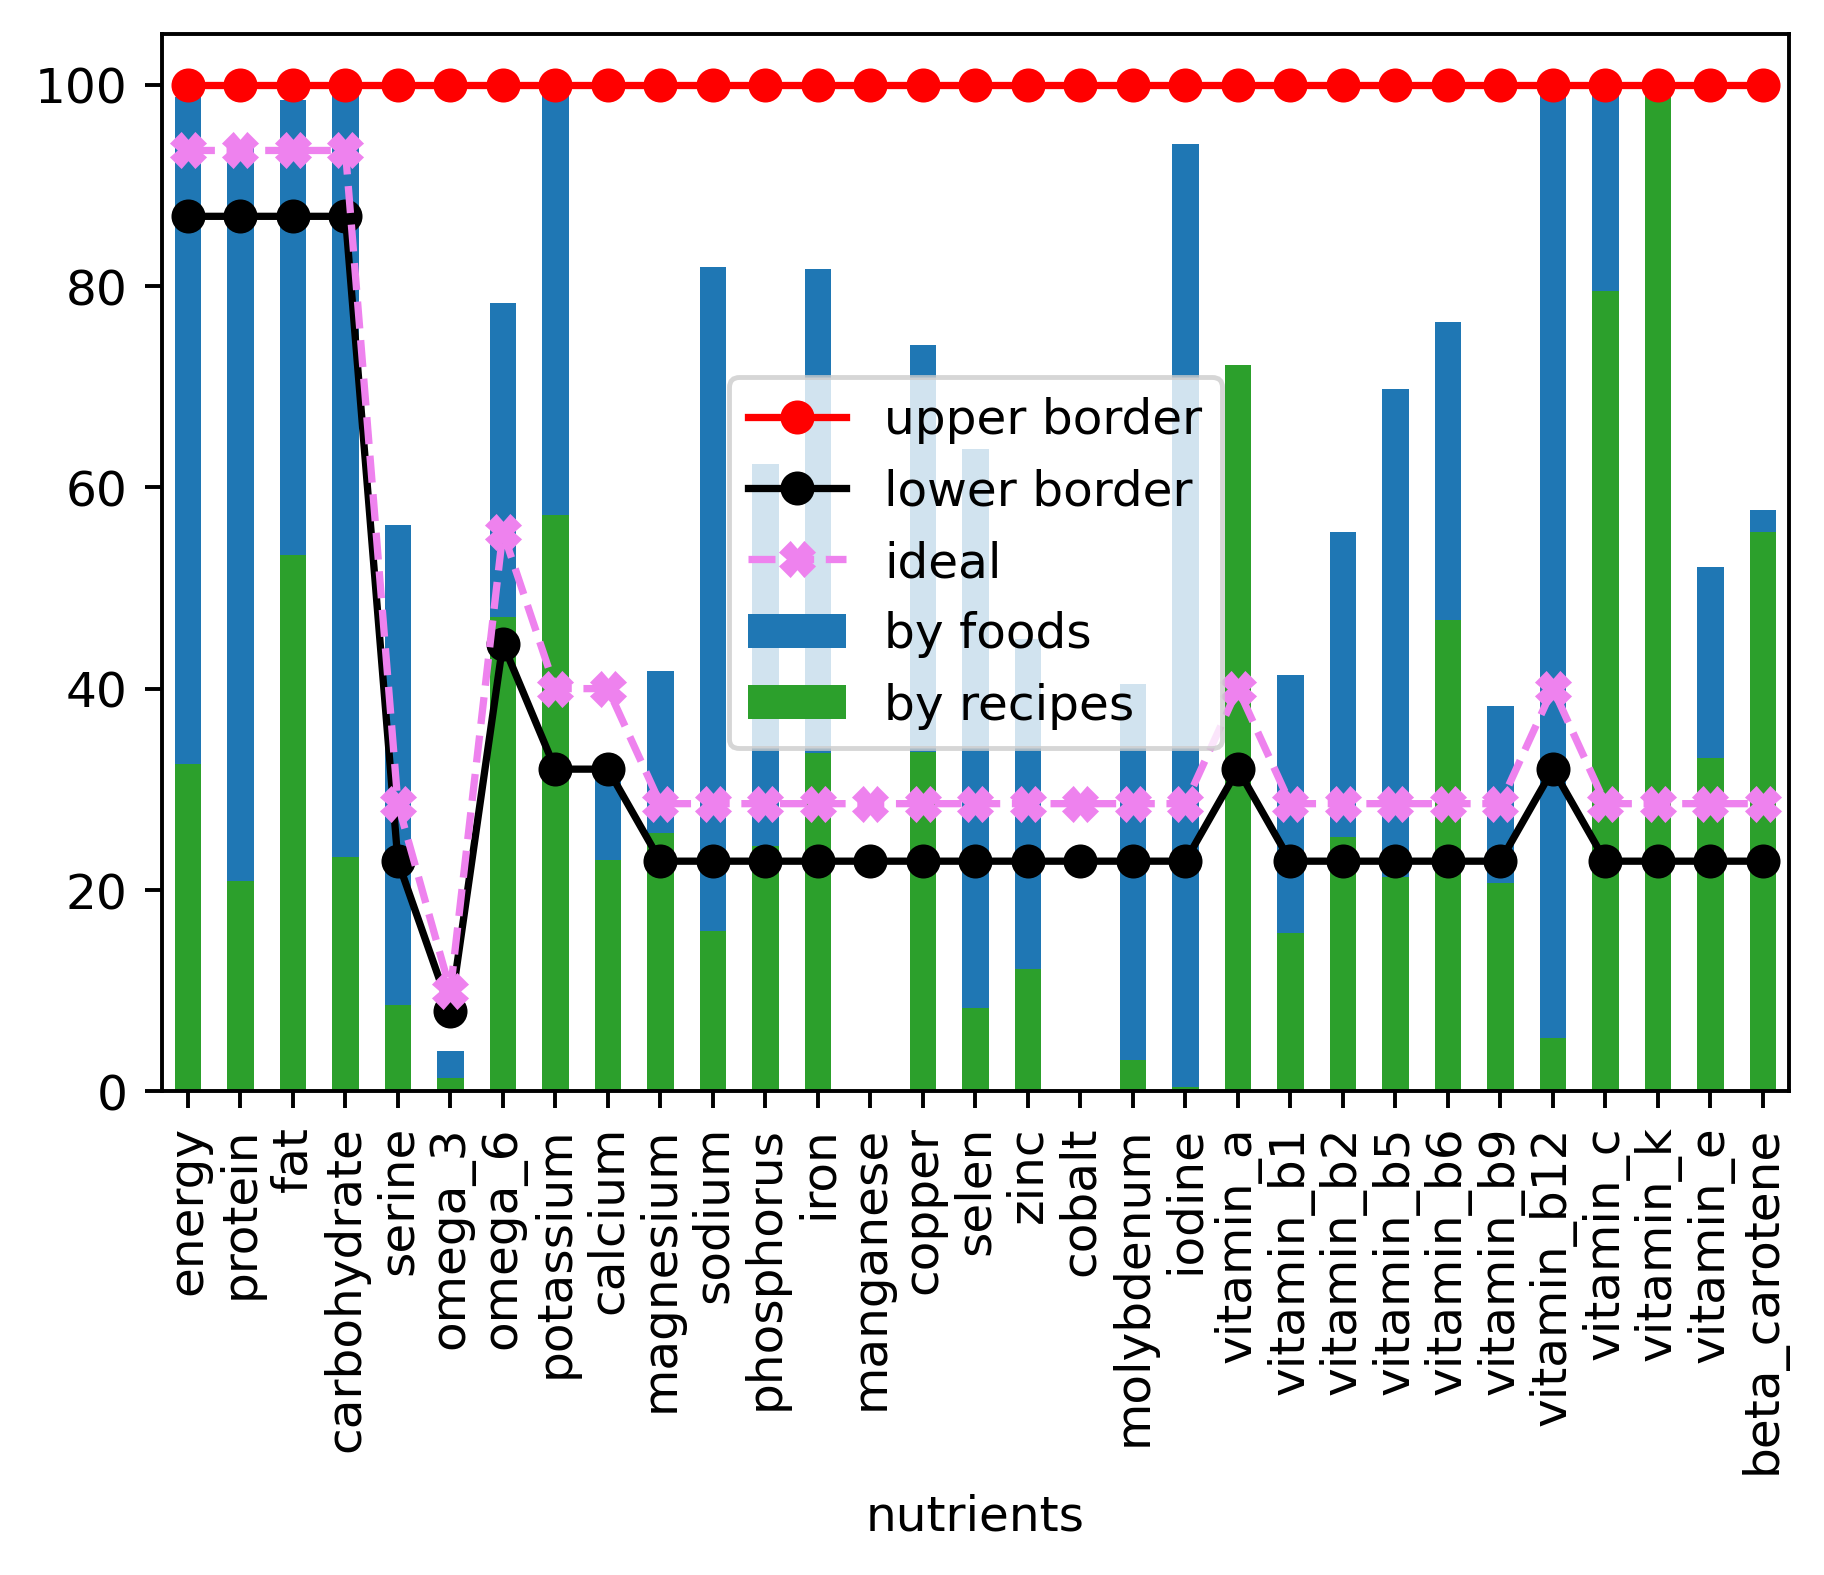 100
80
60
40
20
0
upper border
lower border
ideal
by foods
by recipes
energy
protein
fat
carbohydrate
serine
omega_3
omega_6
potassium
calcium
magnesium
sodium
phosphorus
iron
manganese
copper
selen
zinc
cobalt
molybdenum
iodine
vitamin_a
vitamin_b1
vitamin_b2
vitamin_b5
vitamin_b6
vitamin_b9
vitamin_b12
vitamin_c
vitamin_k
vitamin_e
beta_carotene
nutrients